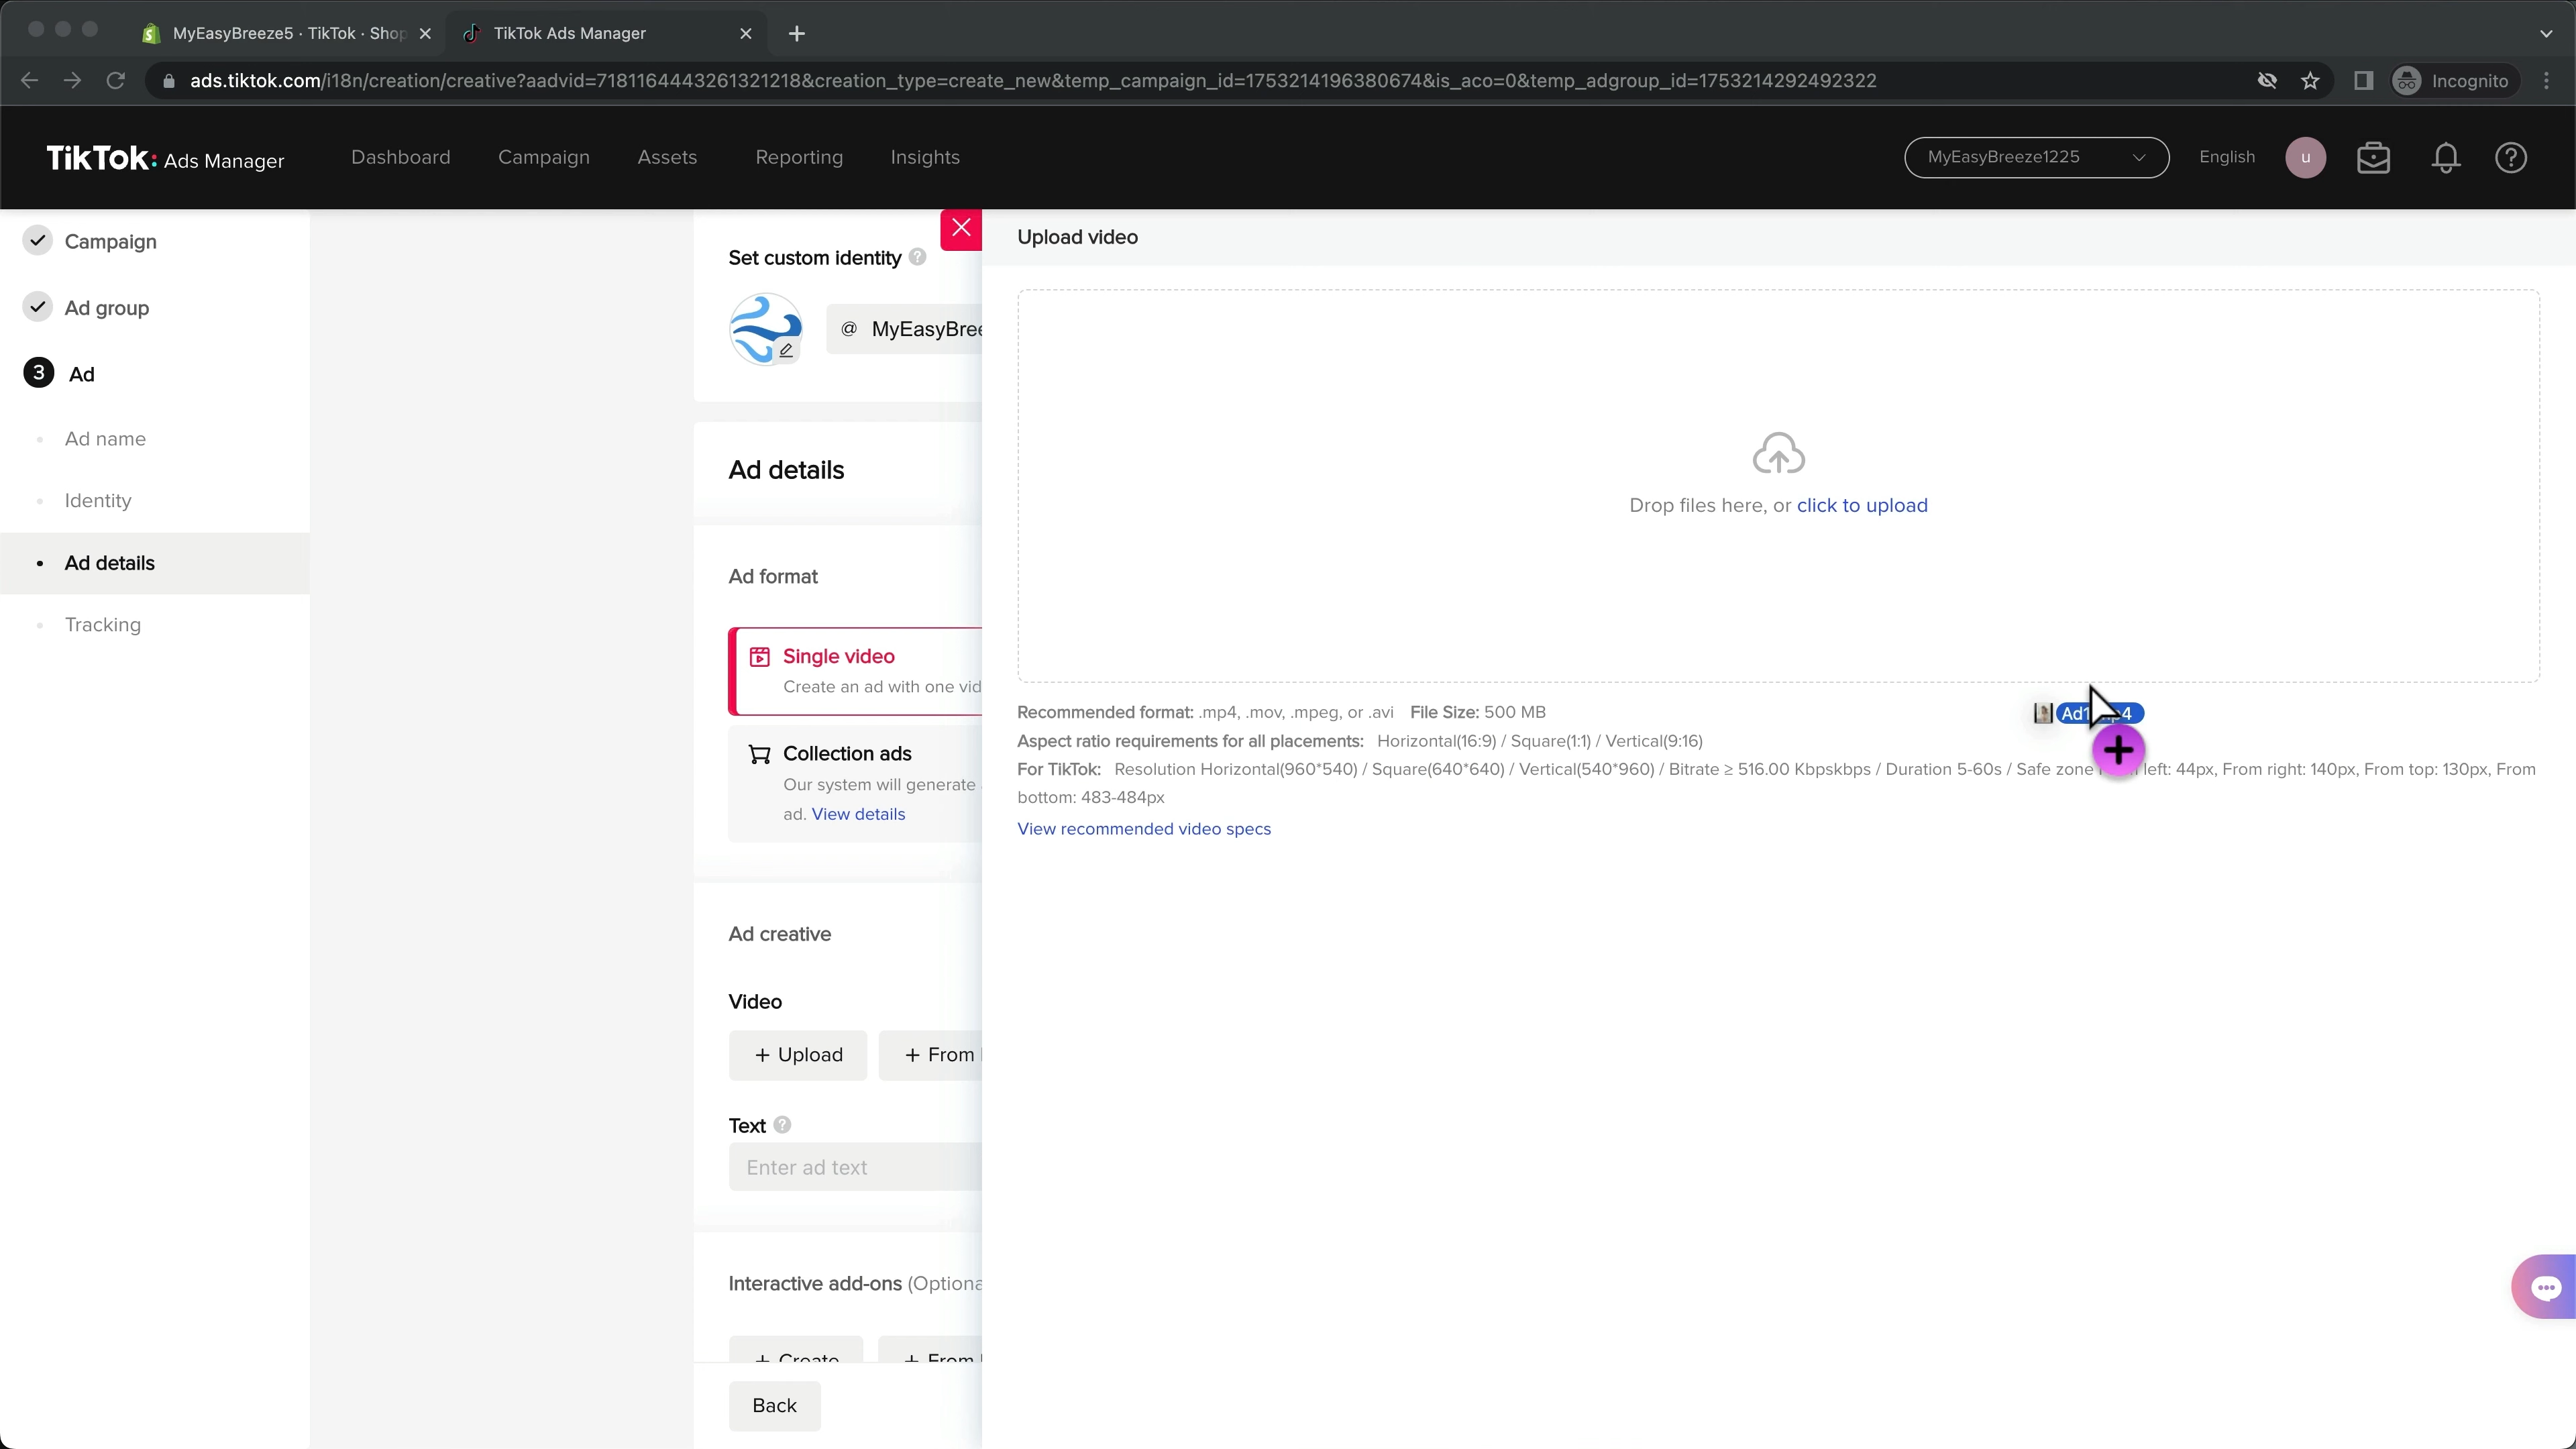 MyEasyBreeze5 · TikTok · Shop
TikTok Ads Manager
ads.tiktok.com/i18n/creation/creative?aadvid=7181164443261321218&creation_type=create_new&temp_campaign_id=1753214196380674&is_aco=0&temp_adgroup_id=1753214292492322
Incognito
TikTok: Ads Manager
Dashboard
Campaign
Assets
Reporting
Insights
MyEasyBreeze1225
English
u
Campaign
Ad group
3 Ad
Ad name
Identity
Ad details
Tracking
Set custom identity
@ MyEasyBree
Ad details
Ad format
Single video
Create an ad with one vid
Collection ads
Our system will generate
ad. View details
Ad creative
Video
+ Upload
+ From
Text
Enter ad text
Interactive add-ons (Optiona
+ Create
+ From
Back
Upload video
Drop files here, or click to upload
Recommended format: .mp4, .mov, .mpeg, or .avi File Size: 500 MB
Aspect ratio requirements for all placements: Horizontal(16:9) / Square(1:1) / Vertical(9:16)
For TikTok: Resolution Horizontal(960*540) / Square(640*640) / Vertical(540*960) / Bitrate ≥ 516.00 Kbpskbps / Duration 5-60s / Safe zone left: 44px, From right: 140px, From top: 130px, From
bottom: 483-484px
View recommended video specs